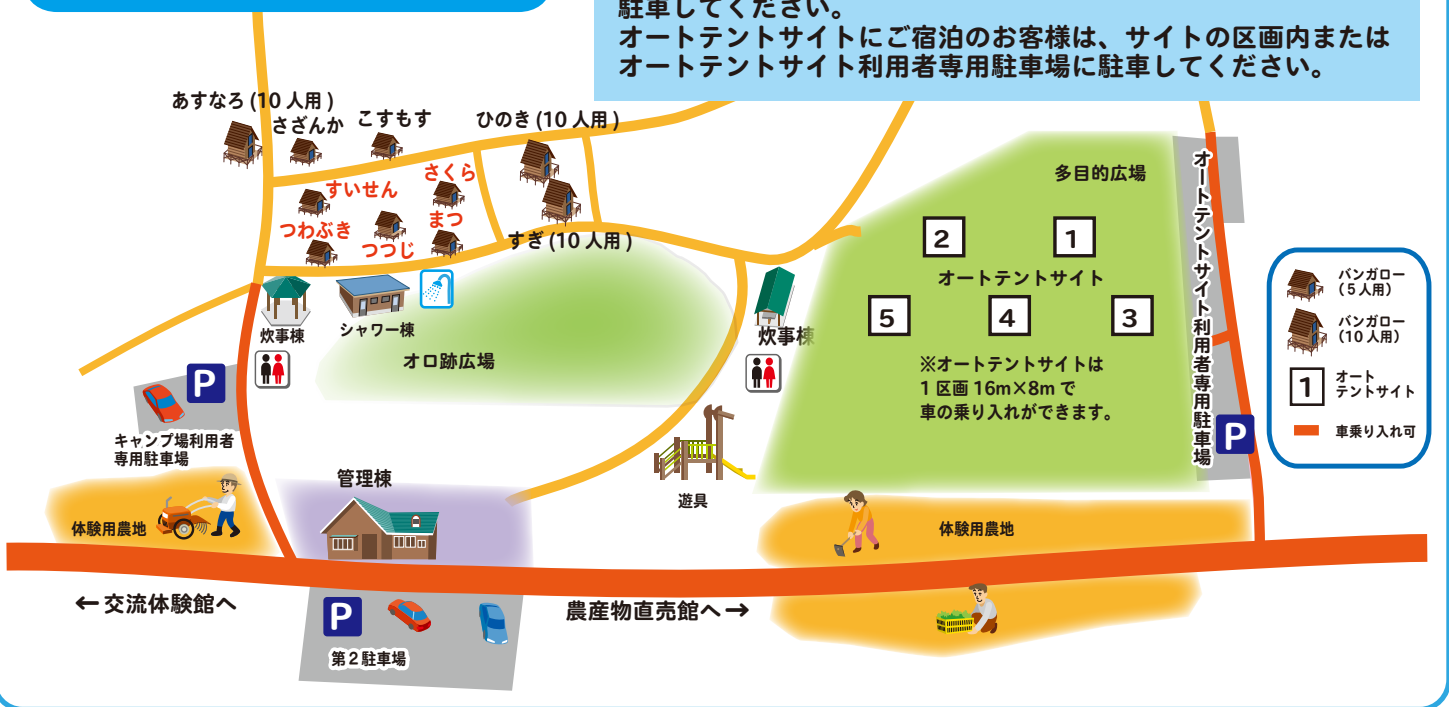 駐車してください。
オートテントサイトにご宿泊のお客様は、サイトの区画内または
オートテントサイト利用者専用駐車場に駐車してください。
あすなろ (10 人用 )
さざんか
こすもす
ひのき (10 人用 )
すいせん
さくら
つわぶき
つつじ
まつ
すぎ (10 人用 )
炊事棟
シャワー棟
オロ跡広場
炊事棟
多目的広場
2
1
オートテントサイト
5
4
3
※オートテントサイトは
1 区画 16m×8m で
車の乗り入れができます。
オートテントサイト利用者専用駐車場
P
バンガロー
(5人用)
バンガロー
(10人用)
1
オート
テントサイト
車乗り入れ可
P
キャンプ場利用者
専用駐車場
管理棟
遊具
体験用農地
体験用農地
←交流体験館へ
農産物直売館へ→
P
第2駐車場